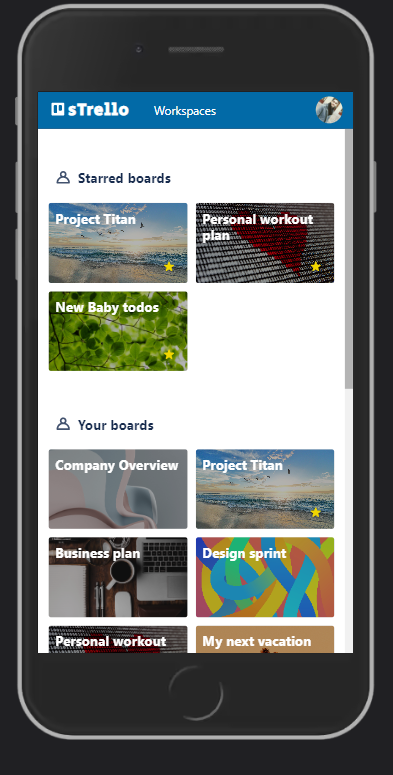 sTrello
Workspaces
Starred boards
Project Titan
Personal workout
plan
New Baby todos
Your boards
Company Overview
Project Titan
Business plan
Design sprint
Personal workout
My next vacation